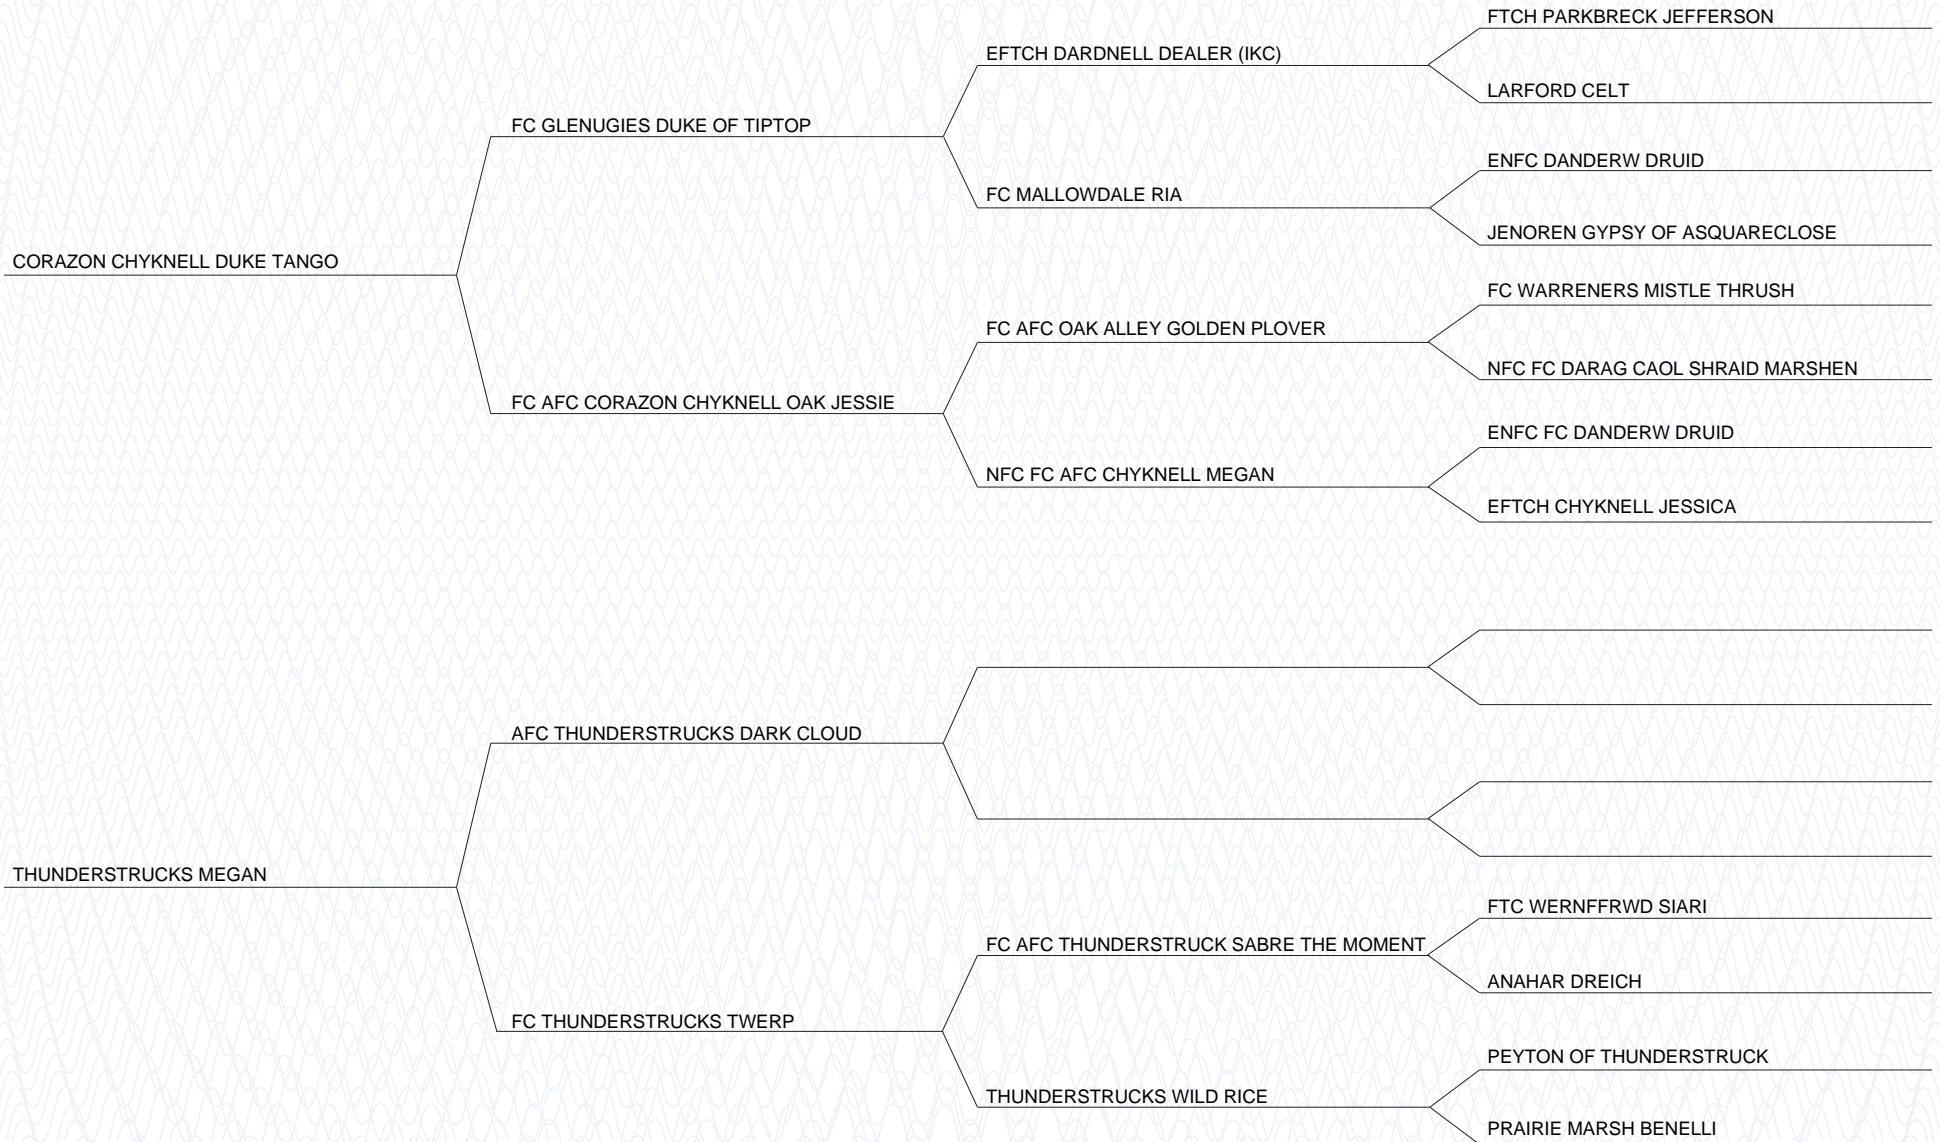 FTCH PARKBRECK JEFFERSON
EFTCH DARDNELL DEALER (IKC)
LARFORD CELT
FC GLENUGIES DUKE OF TIPTOP
ENFC DANDERW DRUID
FC MALLOWDALE RIA
JENOREN GYPSY OF ASQUARECLOSE
CORAZON CHYKNELL DUKE TANGO
FC WARRENERS MISTLE THRUSH
FC AFC OAK ALLEY GOLDEN PLOVER
NFC FC DARAG CAOL SHRAID MARSHEN
FC AFC CORAZON CHYKNELL OAK JESSIE
ENFC FC DANDERW DRUID
NFC FC AFC CHYKNELL MEGAN
EFTCH CHYKNELL JESSICA
AFC THUNDERSTRUCKS DARK CLOUD
THUNDERSTRUCKS MEGAN
FTC WERNFFRWD SIARI
FC AFC THUNDERSTRUCK SABRE THE MOMENT
ANAHAR DREICH
FC THUNDERSTRUCKS TWERP
PEYTON OF THUNDERSTRUCK
THUNDERSTRUCKS WILD RICE
PRAIRIE MARSH BENELLI